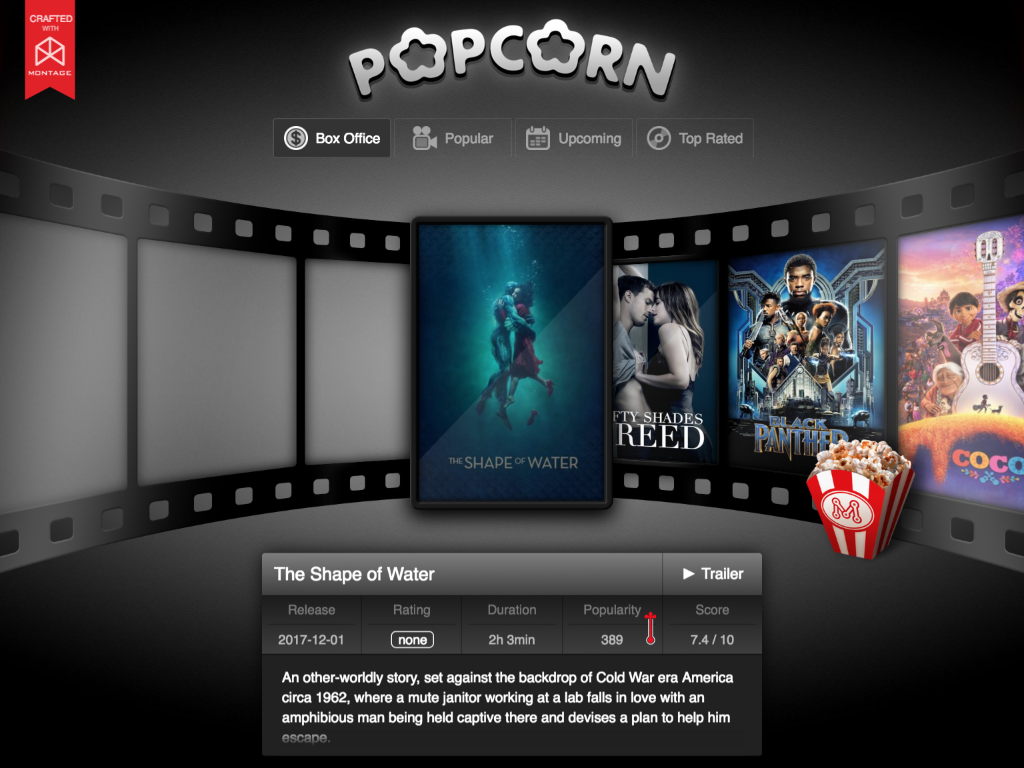 CRAFTED
WITH
MONTAGE
POPCORN
Box Office
Popular
Upcoming
Top Rated
THE SHAPE OF WATER
FTY SHADES
REED
BLACK
PANTHER
COCO
M
The Shape of Water
Trailer
Release
Rating
Duration
Popularity
Score
2017-12-01
none
2h 3min
389
7.4 / 10
An other-worldly story, set against the backdrop of Cold War era America
circa 1962, where a mute janitor working at a lab falls in love with an
amphibious man being held captive there and devises a plan to help him
escape.